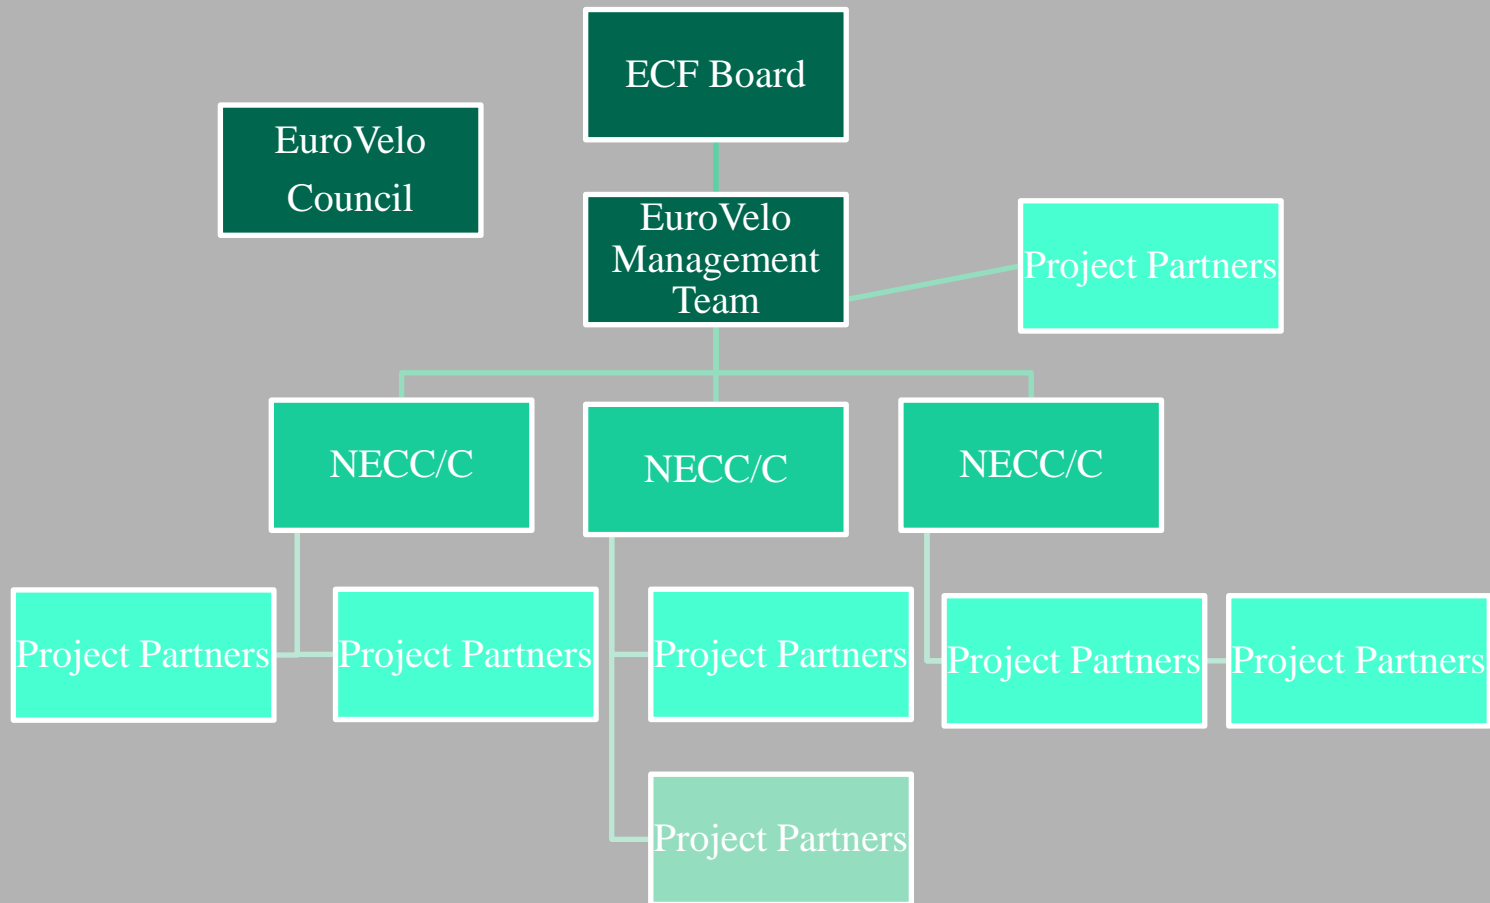 ECF Board
EuroVelo
Council
EuroVelo
Management
Team
Project Partners
NECC/C
NECC/C
NECC/C
Project Partners
Project Partners
Project Partners
Project Partners
Project Partners
Project Partners